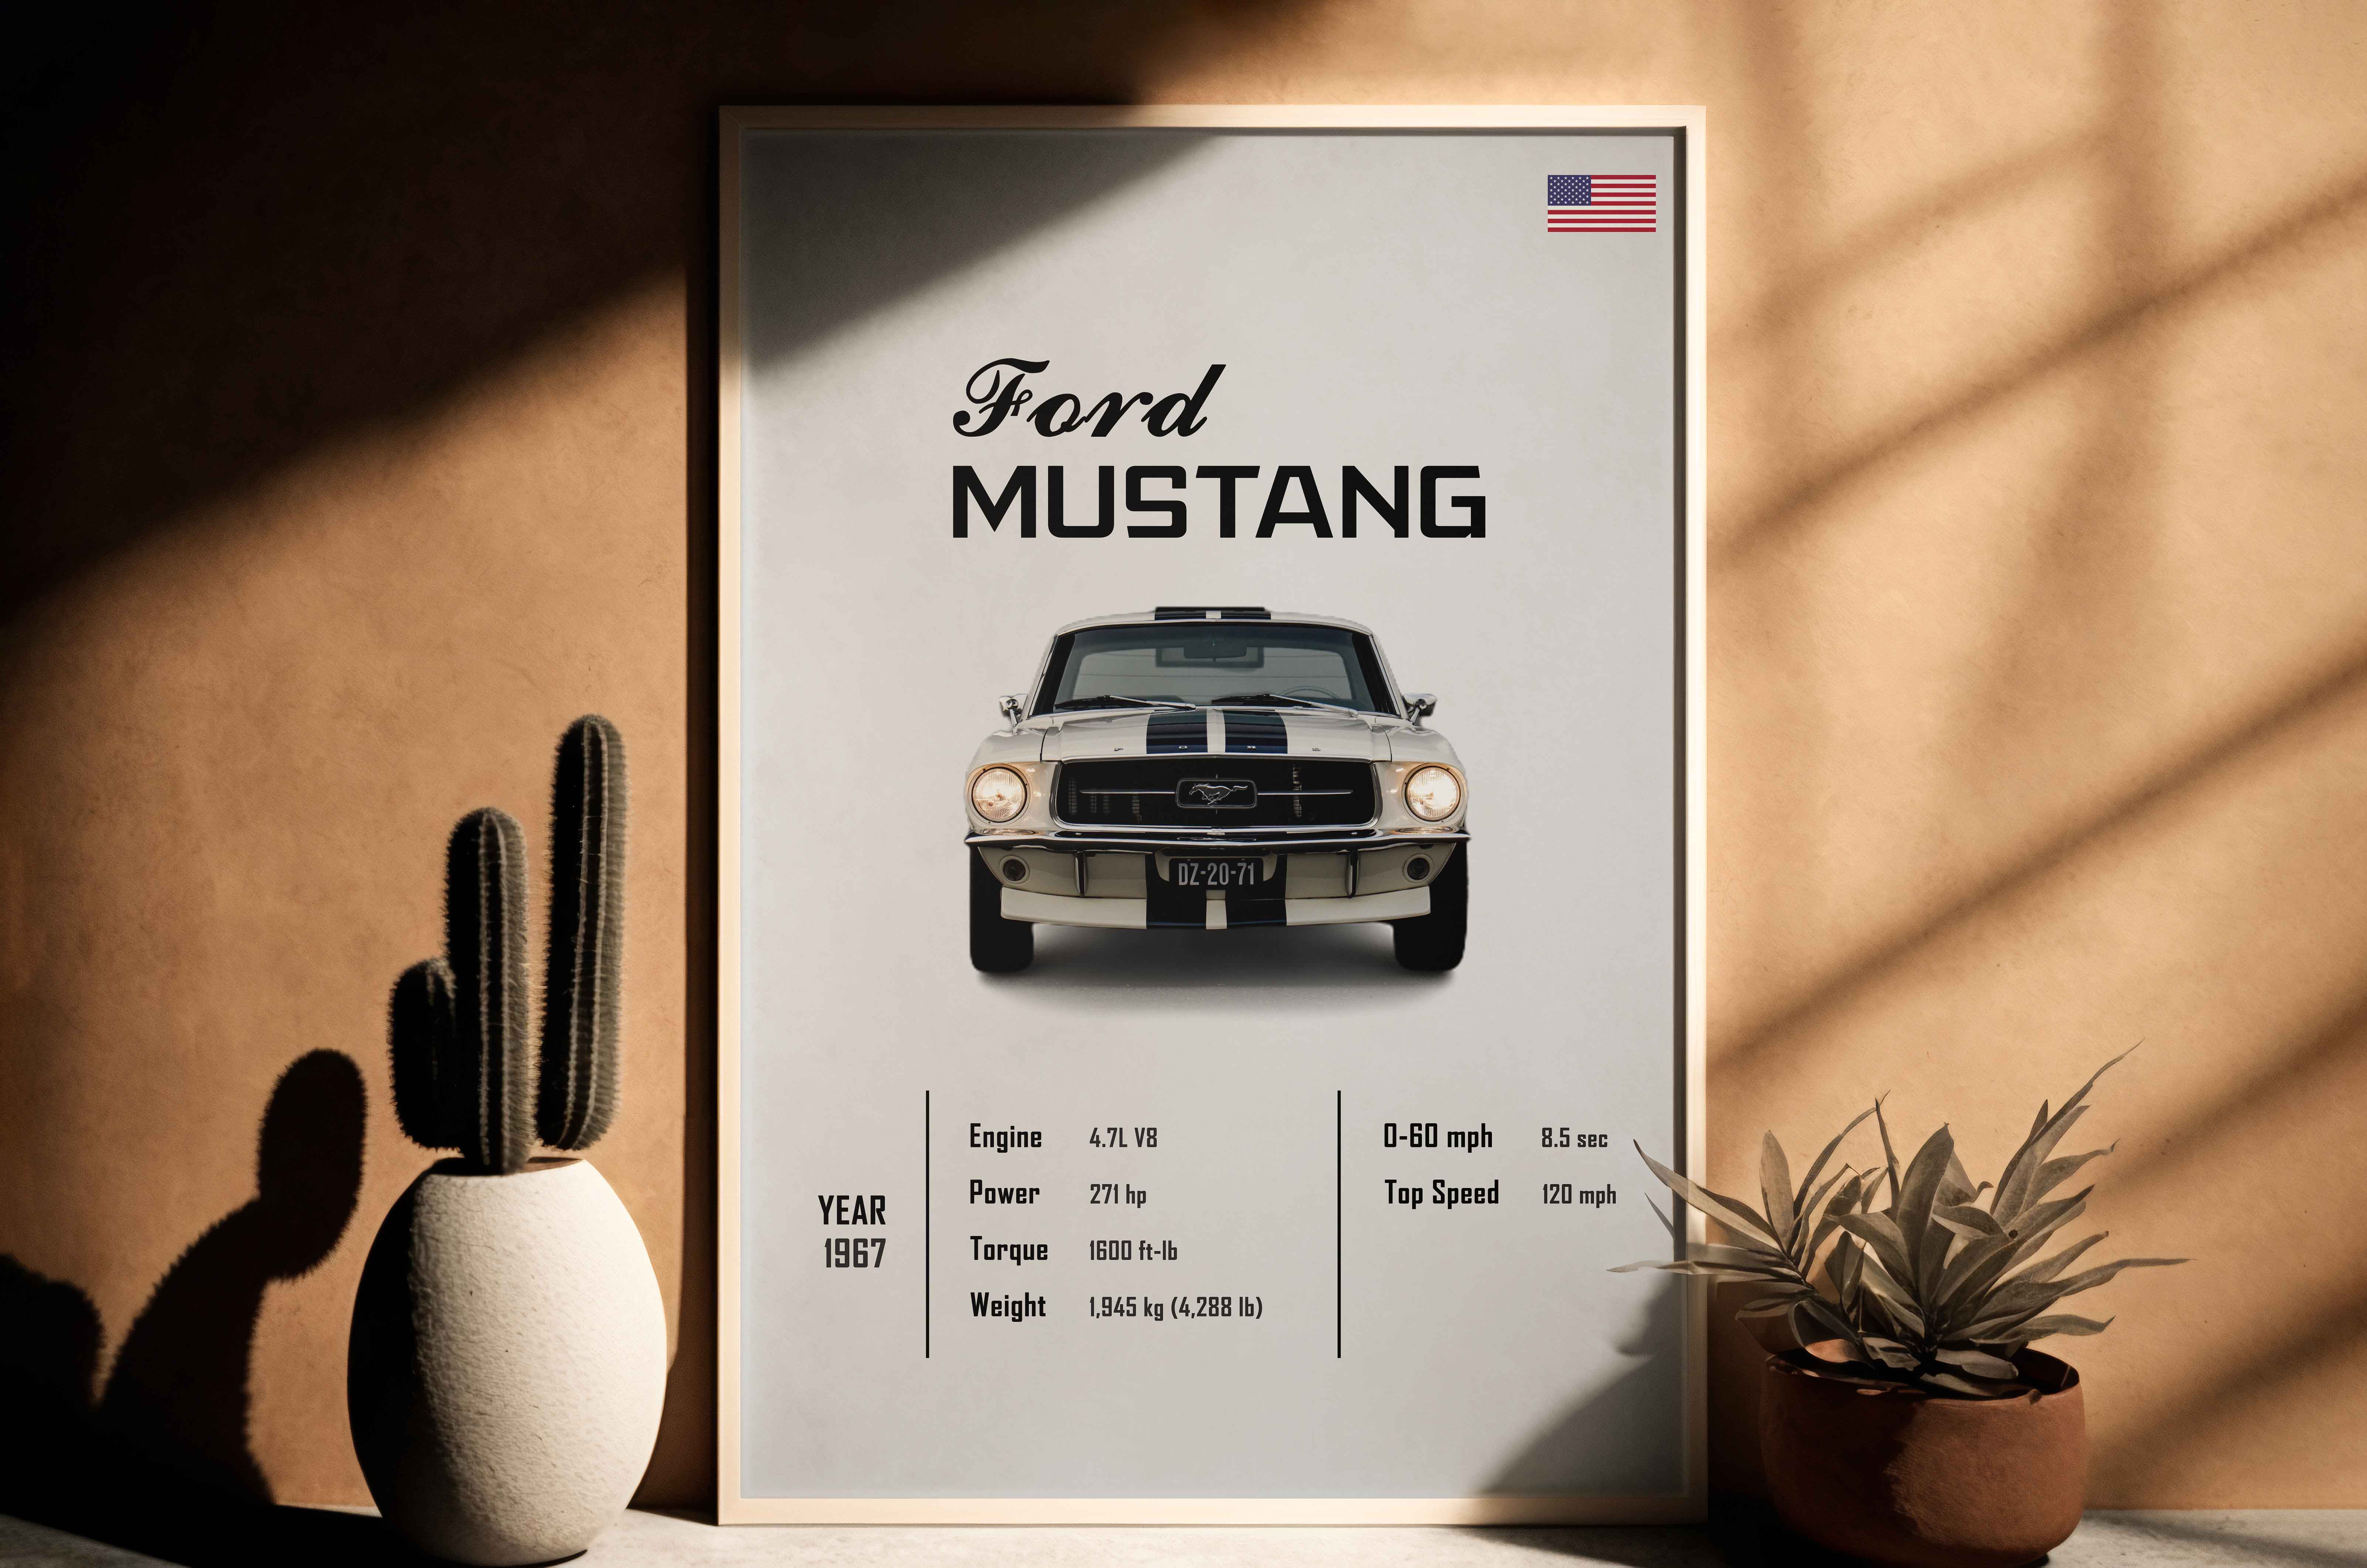 Ford
MUSTANG
F O R D
DZ-20-71
YEAR
1967
Engine 4.7L V8
Power 271 hp
Torque 1600 ft-lb
Weight 1,945 kg (4,288 lb)
0-60 mph 8.5 sec
Top Speed 120 mph